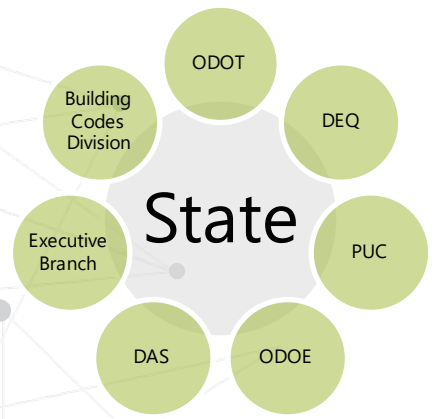 ODOT
DEQ
PUC
ODOE
DAS
Executive
Branch
Building
Codes
Division
State